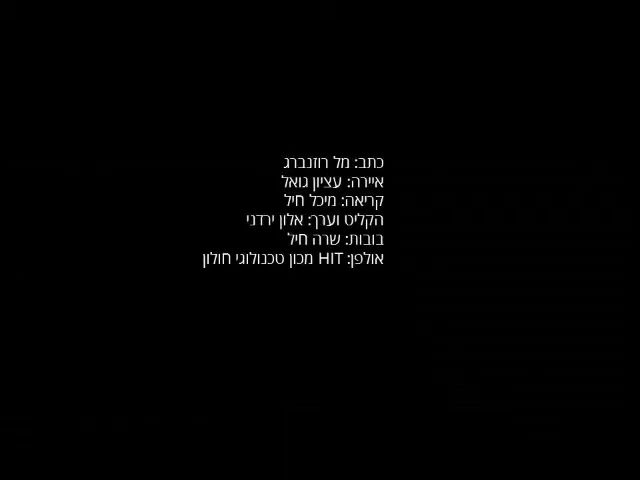 כתב: מל רוזנברג
איירה: עציון גואל
קריאה: מיכל חיל
הקליט וערך: אלון ירדני
בובות: שרה חיל
אולפן: HIT מכון טכנולוגי חולון